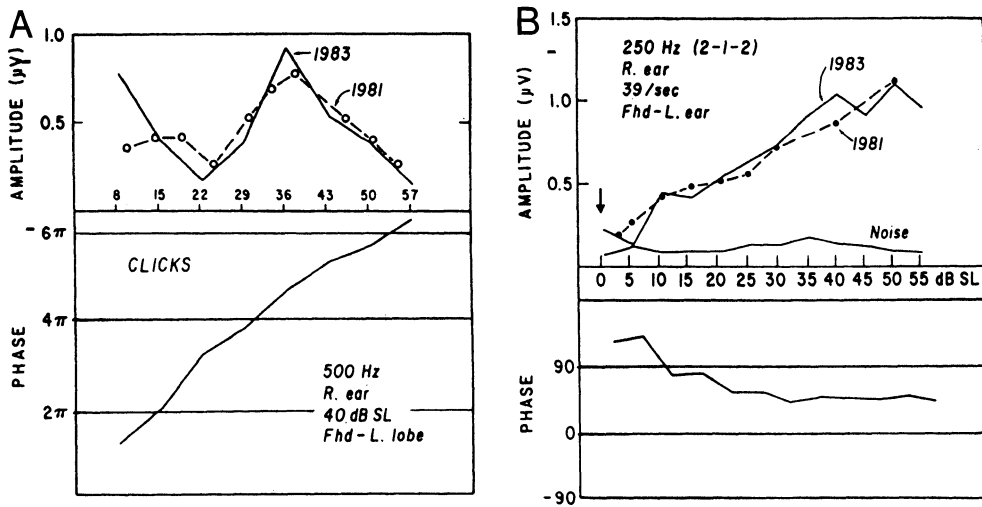 A
AMPLITUDE (μV)
1.0
0.5
1983
1981
8 15 22 29 36 43 50 57
PHASE
6π
4π
2π
CLICKS
500 Hz
R. ear
40 dB SL
Fhd-L. lobe
B
AMPLITUDE (μV)
1.5
1.0
0.5
250 Hz (2-1-2)
R. ear
39/sec
Fhd-L. ear
1983
1981
Noise
0 5 10 15 20 25 30 35 40 45 50 55 dB SL
PHASE
90
0
-90